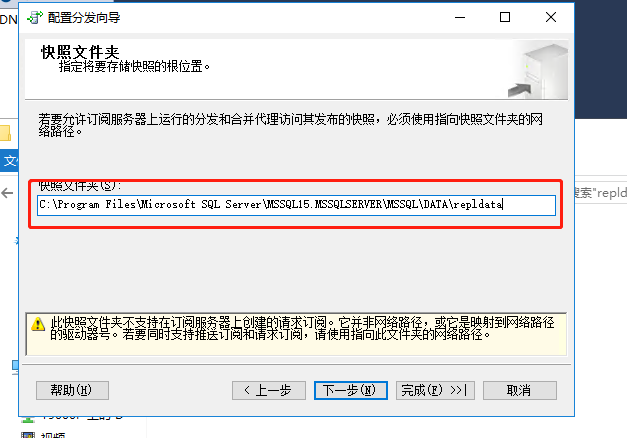 DN
配置分发向导
快照文件夹
指定将要存储快照的根位置。
若要允许订阅服务器上运行的分发和合并代理访问其发布的快照，必须使用指向快照文件夹的网
络路径。
文件
快照文件夹(S):
搜索"repld
C:\Program Files\Microsoft SQL Server\MSSQL15.MSSQLSERVER\MSSQL\DATA\repldata
此快照文件夹不支持在订阅服务器上创建的请求订阅。它并非网络路径，或它是映射到网络路径
的驱动器号。若要同时支持推送订阅和请求订阅，请使用指向此文件夹的网络路径。
帮助(H)
< 上一步
下一步(N)
完成(F) >>|
取消
视频